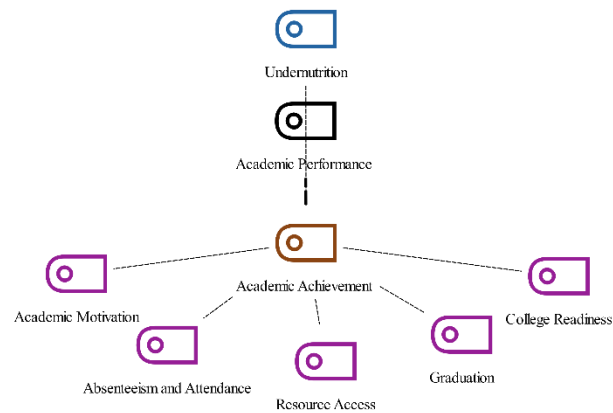 Undernutrition
Academic Performance
Academic Achievement
Academic Motivation
College Readiness
Absenteeism and Attendance
Graduation
Resource Access